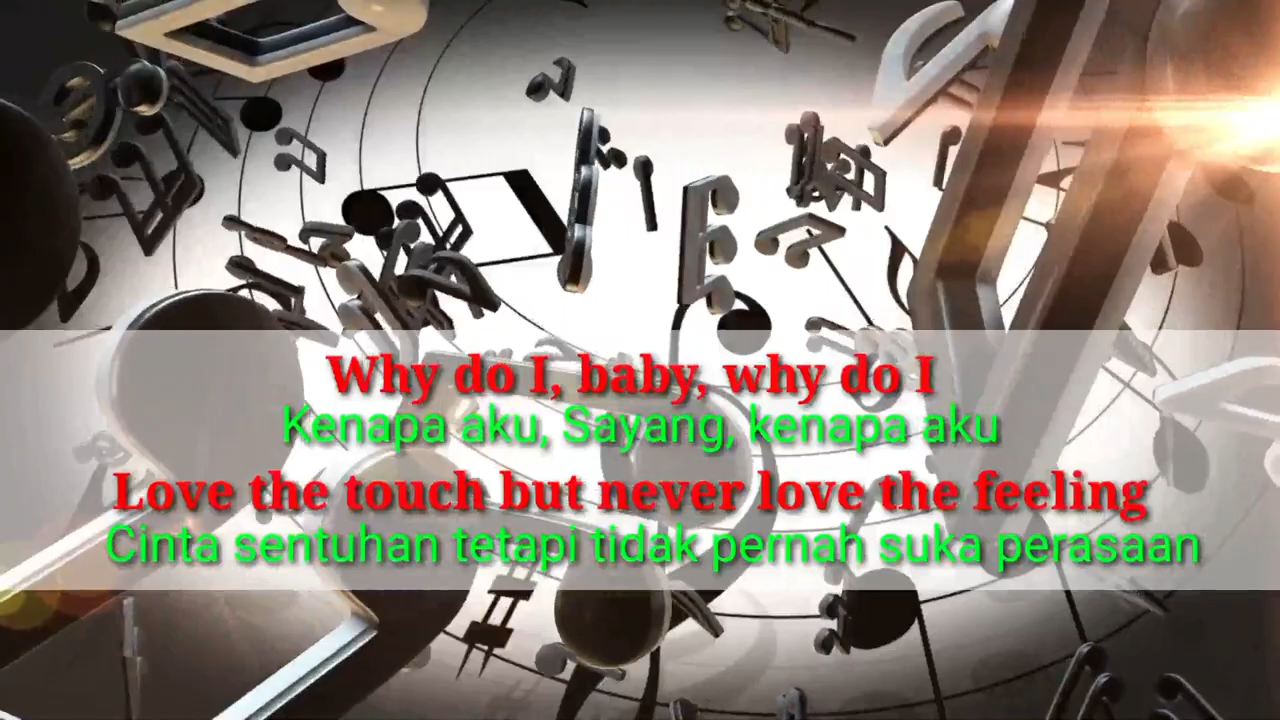 Why do I, baby, why do I
Kenapa aku, Sayang, kenapa aku
Love the touch but never love the feeling
Cinta sentuhan tetapi tidak pernah suka perasaan